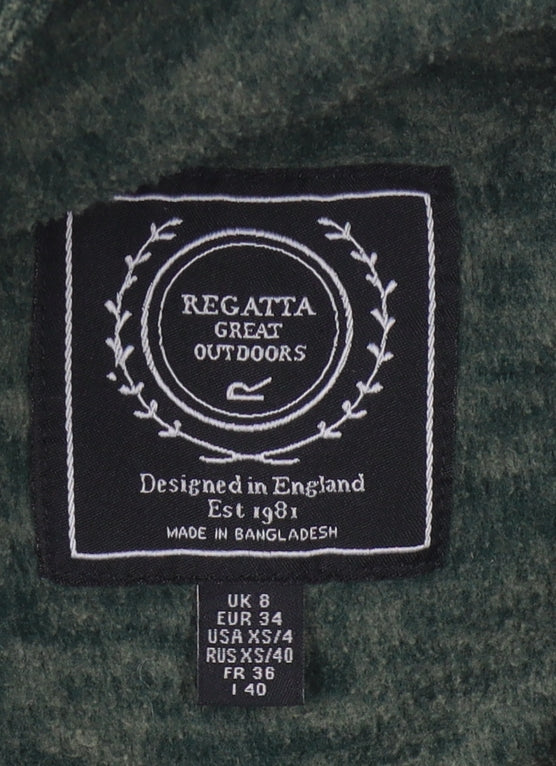 REGATTA
GREAT
OUTDOORS
R
Designed in England
Est 1981
MADE IN BANGLADESH
UK 8
EUR 34
USA XS/4
RUS XS/40
FR 36
I 40